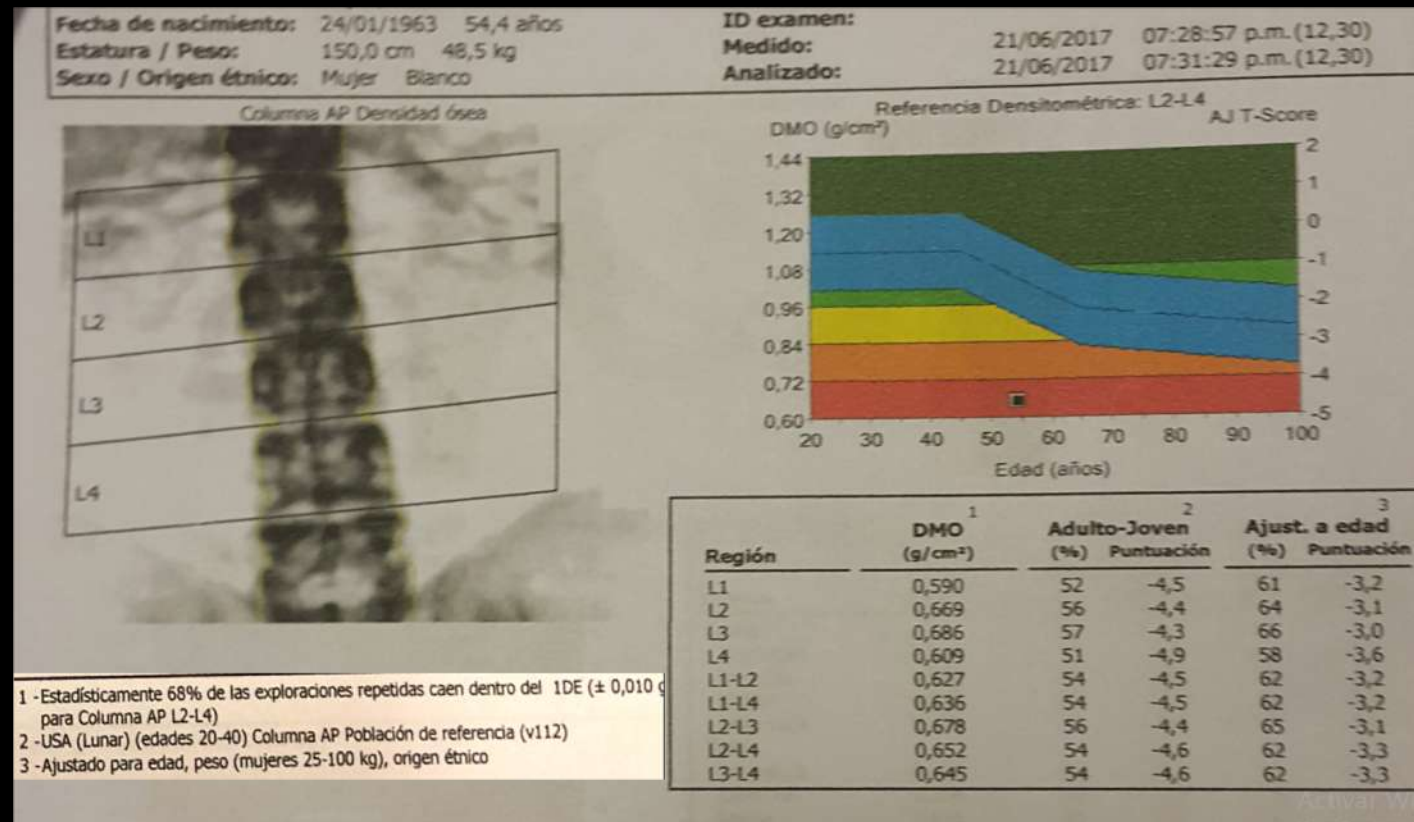 Fecha de nacimiento: 24/01/1963 54,4 años
Estatura / Peso: 150,0 cm 48,5 kg
Sexo / Origen étnico: Mujer Blanco
ID examen:
Medido: 21/06/2017 07:28:57 p.m.(12,30)
Analizado: 21/06/2017 07:31:29 p.m.(12,30)
Columna AP Densidad ósea
L1
L2
L3
L4
Referencia Densitométrica: L2-L4
DMO (g/cm²) AJ T-Score
1,44 2
1,32 1
1,20 0
1,08 -1
0,96 -2
0,84 -3
0,72 -4
0,60 -5
20 30 40 50 60 70 80 90 100
Edad (años)
1 2 3
DMO Adulto-Joven Ajust. a edad
Región (g/cm²) (%) Puntuación (%) Puntuación
L1 0,590 52 -4,5 61 -3,2
L2 0,669 56 -4,4 64 -3,1
L3 0,686 57 -4,3 66 -3,0
L4 0,609 51 -4,9 58 -3,6
L1-L2 0,627 54 -4,5 62 -3,2
L1-L4 0,636 54 -4,5 62 -3,2
L2-L3 0,678 56 -4,4 65 -3,1
L2-L4 0,652 54 -4,6 62 -3,3
L3-L4 0,645 54 -4,6 62 -3,3
1 -Estadísticamente 68% de las exploraciones repetidas caen dentro del 1DE (± 0,010 g
para Columna AP L2-L4)
2 -USA (Lunar) (edades 20-40) Columna AP Población de referencia (v112)
3 -Ajustado para edad, peso (mujeres 25-100 kg), origen étnico
Activar Wi